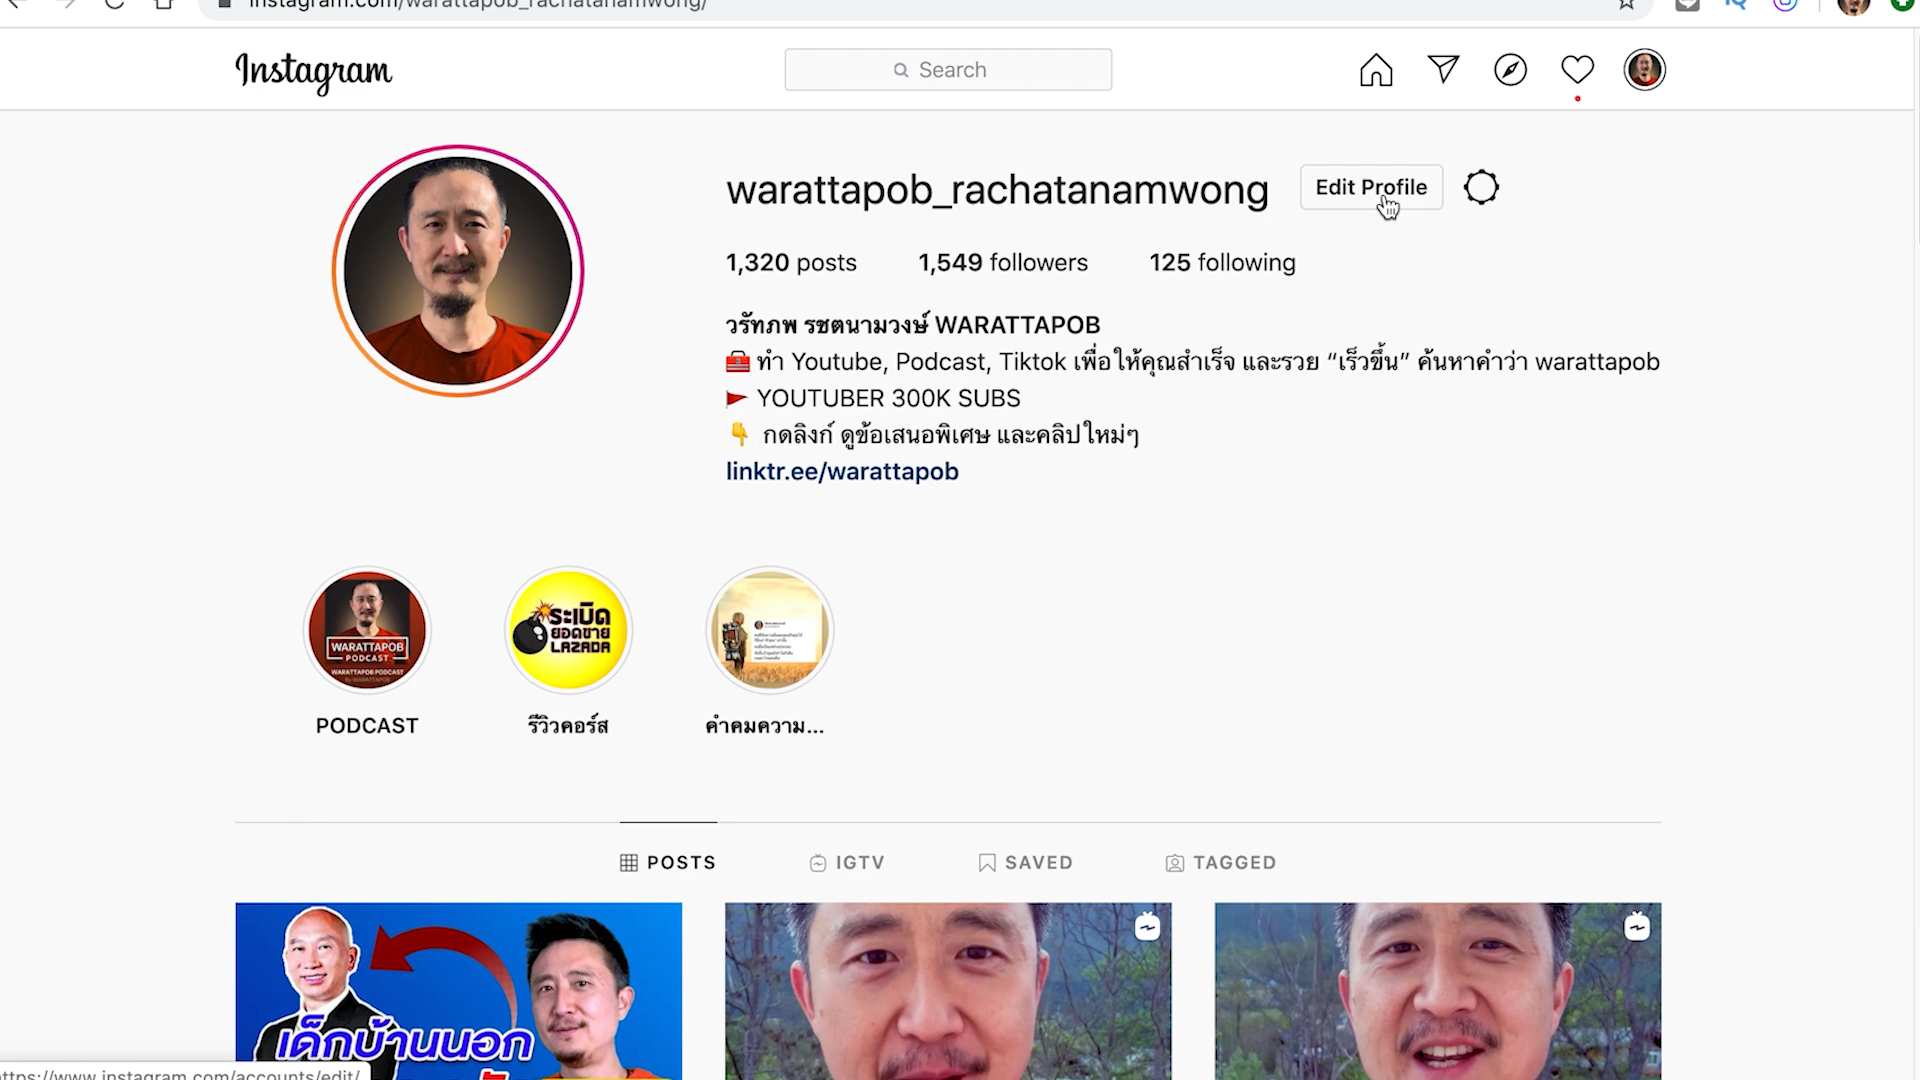 instagram.com/warattapob_rachatanamwong/
Instagram
Search
warattapob_rachatanamwong
Edit Profile
1,320 posts
1,549 followers
125 following
วรัทภพ รชตนามวงษ์ WARATTAPOB
🧰 ทำ Youtube, Podcast, Tiktok เพื่อให้คุณสำเร็จ และรวย “เร็วขึ้น” ค้นหาคำว่า warattapob
🚩 YOUTUBER 300K SUBS
👇 กดลิงก์ ดูข้อเสนอพิเศษ และคลิปใหม่ๆ
linktr.ee/warattapob
WARATTAPOB
PODCAST
WARATTAPOB PODCAST
By WARATTAPOB
ระเบิด
ยอดขาย
LAZADA
PODCAST
รีวิวคอร์ส
คำคมความ...
POSTS
IGTV
SAVED
TAGGED
เด็กบ้านนอก
https://www.instagram.com/accounts/edit/